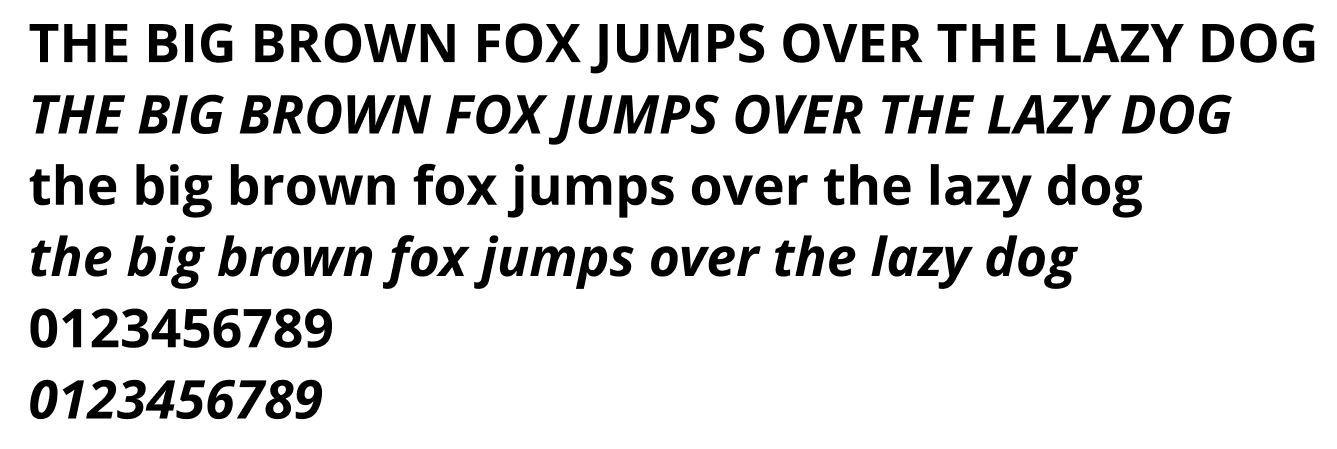 THE BIG BROWN FOX JUMPS OVER THE LAZY DOG
THE BIG BROWN FOX JUMPS OVER THE LAZY DOG
the big brown fox jumps over the lazy dog
the big brown fox jumps over the lazy dog
0123456789
0123456789